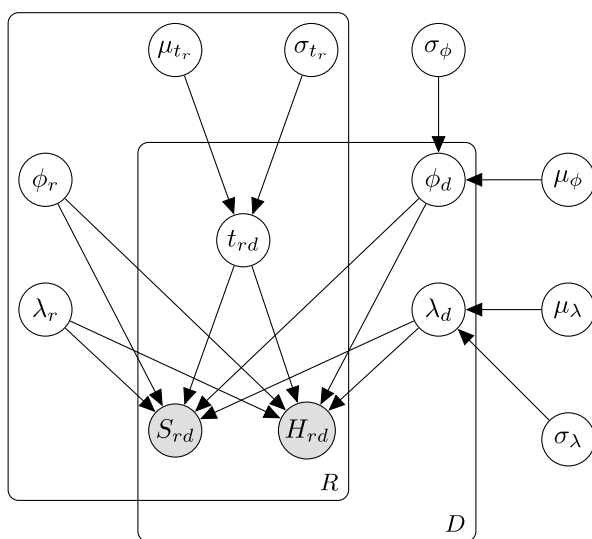 μ_{t_r} σ_{t_r} σ_ϕ
ϕ_r ϕ_d μ_ϕ
t_{rd}
λ_r λ_d μ_λ
S_{rd} H_{rd} σ_λ
R
D